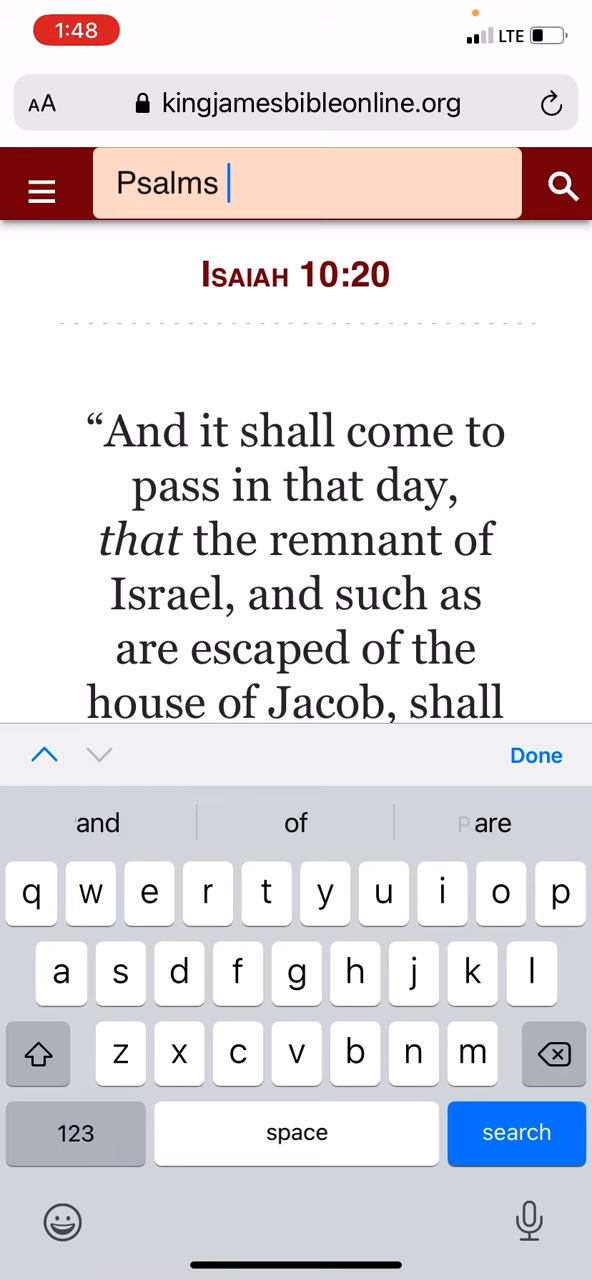 1:48
LTE
AA kingjamesbibleonline.org
Psalms
ISAIAH 10:20
“And it shall come to
pass in that day,
that the remnant of
Israel, and such as
are escaped of the
house of Jacob, shall
Done
and of P are
q w e r t y u i o p
a s d f g h j k l
z x c v b n m
123 space search